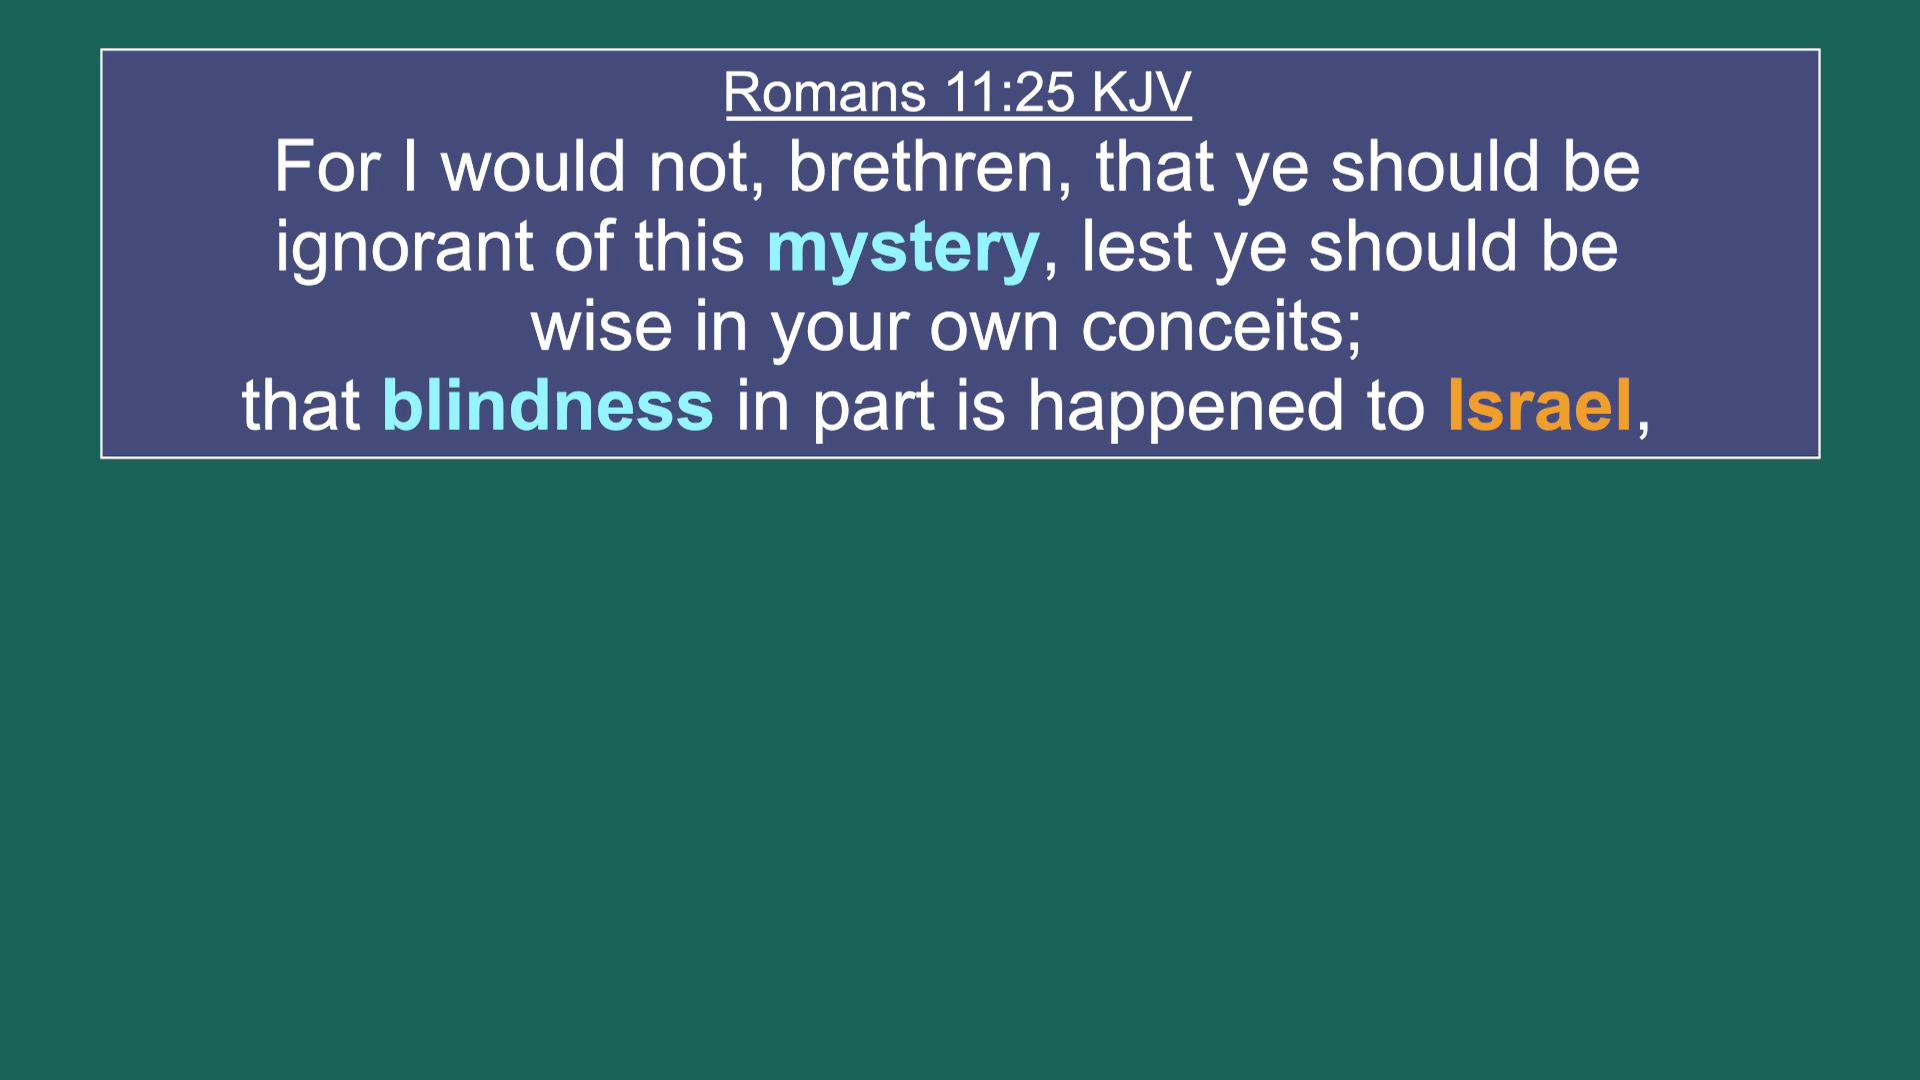 Romans 11:25 KJV
For I would not, brethren, that ye should be
ignorant of this mystery, lest ye should be
wise in your own conceits;
that blindness in part is happened to Israel,